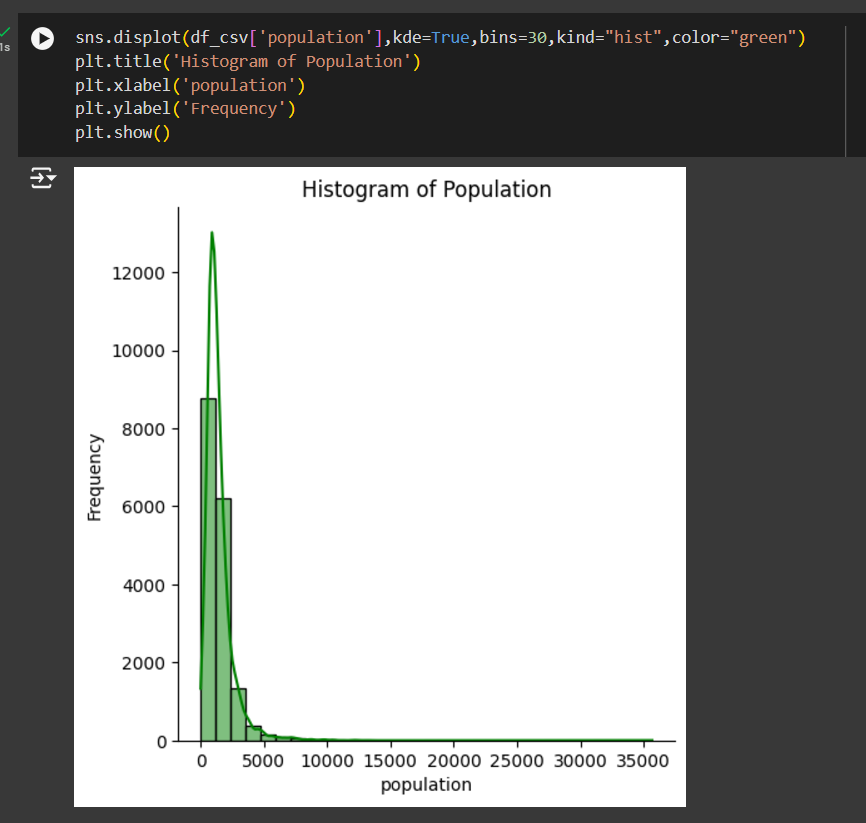 sns.displot(df_csv['population'],kde=True,bins=30,kind="hist",color="green")
1s
plt.title('Histogram of Population')
plt.xlabel('population')
plt.ylabel('Frequency')
plt.show()
Histogram of Population
12000
10000
8000
6000
4000
2000
0
Frequency
0 5000 10000 15000 20000 25000 30000 35000
population